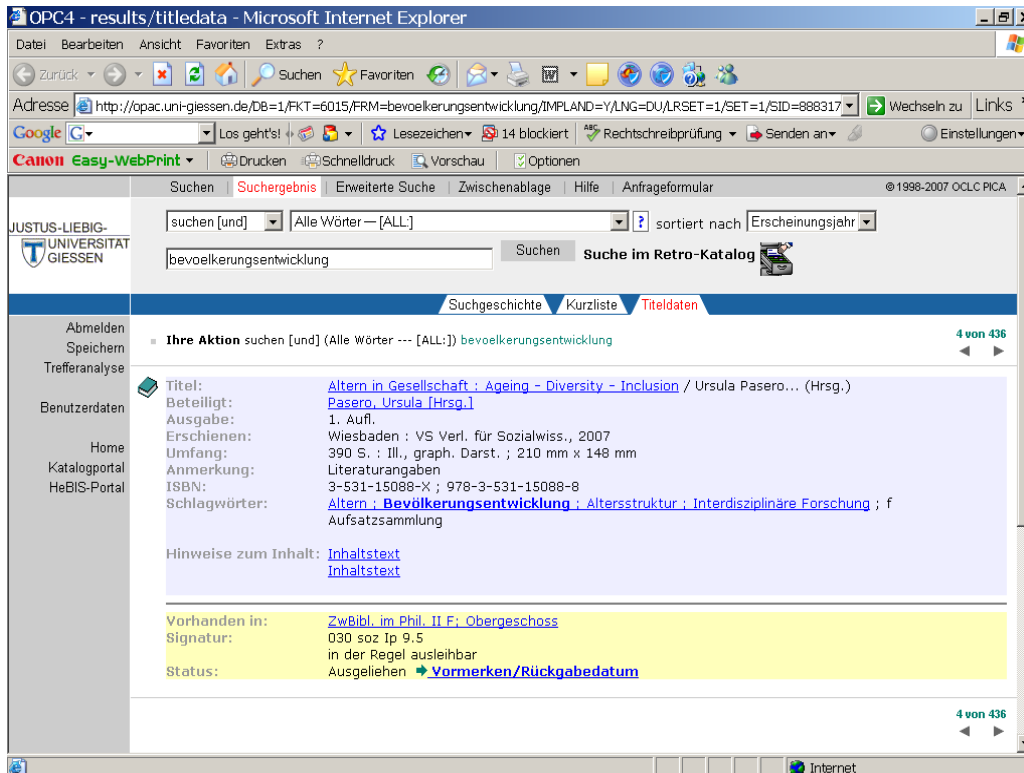 OPC4 - results/titledata - Microsoft Internet Explorer
Datei Bearbeiten Ansicht Favoriten Extras ?
Zurück Suchen Favoriten
Adresse http://opac.uni-giessen.de/DB=1/FKT=6015/FRM=bevoelkerungsentwicklung/IMPLAND=Y/LNG=DU/LRSET=1/SET=1/SID=888317 Wechseln zu Links
Google G Los geht's! Lesezeichen 14 blockiert ABC Rechtschreibprüfung Senden an Einstellungen
Canon Easy-WebPrint Drucken Schnelldruck Vorschau Optionen
Suchen | Suchergebnis | Erweiterte Suche | Zwischenablage | Hilfe | Anfrageformular © 1998-2007 OCLC PICA
JUSTUS-LIEBIG-
UNIVERSITAT
GIESSEN
suchen [und] Alle Wörter — [ALL:] ? sortiert nach Erscheinungsjahr
bevoelkerungsentwicklung Suchen Suche im Retro-Katalog
Suchgeschichte Kurzliste Titeldaten
Abmelden
Speichern
Trefferanalyse
Benutzerdaten
Home
Katalogportal
HeBIS-Portal
Ihre Aktion suchen [und] (Alle Wörter --- [ALL:]) bevoelkerungsentwicklung
4 von 436
Titel: Altern in Gesellschaft : Ageing - Diversity - Inclusion / Ursula Pasero... (Hrsg.)
Beteiligt: Pasero, Ursula [Hrsg.]
Ausgabe: 1. Aufl.
Erschienen: Wiesbaden : VS Verl. für Sozialwiss., 2007
Umfang: 390 S. : Ill., graph. Darst. ; 210 mm x 148 mm
Anmerkung: Literaturangaben
ISBN: 3-531-15088-X ; 978-3-531-15088-8
Schlagwörter: Altern ; Bevölkerungsentwicklung ; Altersstruktur ; Interdisziplinäre Forschung ; f
Aufsatzsammlung
Hinweise zum Inhalt: Inhaltstext
Inhaltstext
Vorhanden in: ZwBibl. im Phil. II F; Obergeschoss
Signatur: 030 soz Ip 9.5
in der Regel ausleihbar
Status: Ausgeliehen Vormerken/Rückgabedatum
4 von 436
Internet